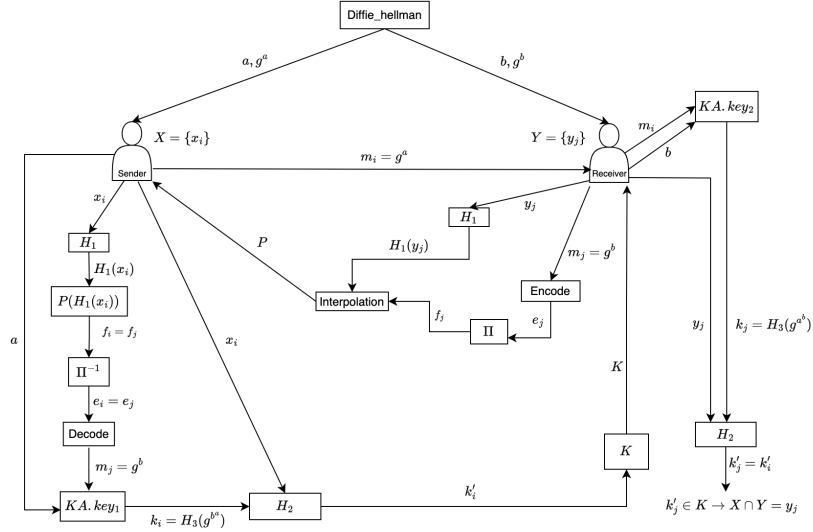 Diffie_hellman
a, g^a
b, g^b
X = {x_i}
Y = {y_j}
KA.key_2
m_i
b
m_i = g^a
Sender
Receiver
x_i
y_j
H_1
H_1
H_1(y_j)
m_j = g^b
P
H_1(x_i)
P(H_1(x_i))
Interpolation
Encode
f_i = f_j
f_j
e_j
Π
y_j
k_j = H_3(g^{a^b})
a
x_i
Π^{-1}
K
e_i = e_j
Decode
H_2
K
m_j = g^b
k'_j = k'_i
KA.key_1
k_i = H_3(g^{b^a})
H_2
k'_i
k'_j ∈ K → X ∩ Y = y_j